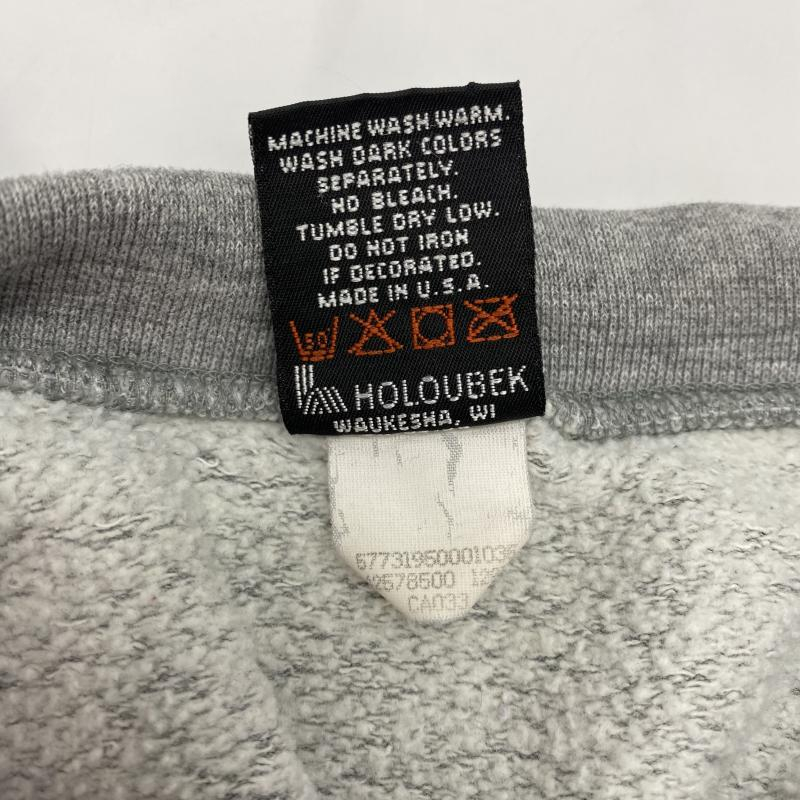 MACHINE WASH WARM.
WASH DARK COLORS
SEPARATELY.
NO BLEACH.
TUMBLE DRY LOW.
DO NOT IRON
IF DECORATED.
MADE IN U.S.A.
50
HOLOUBEK
WAUKESHA, WI
CA033